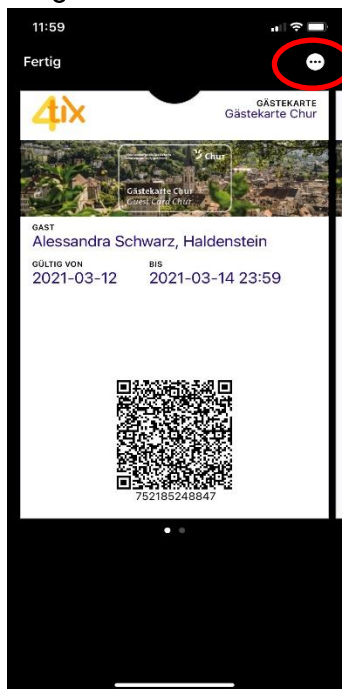 11:59
Fertig
4tix
GÄSTEKARTE
Gästekarte Chur
Chur
Gästekarte Chur
Guest Card Chur
GAST
Alessandra Schwarz, Haldenstein
GÜLTIG VON
BIS
2021-03-12
2021-03-14 23:59
752185248847